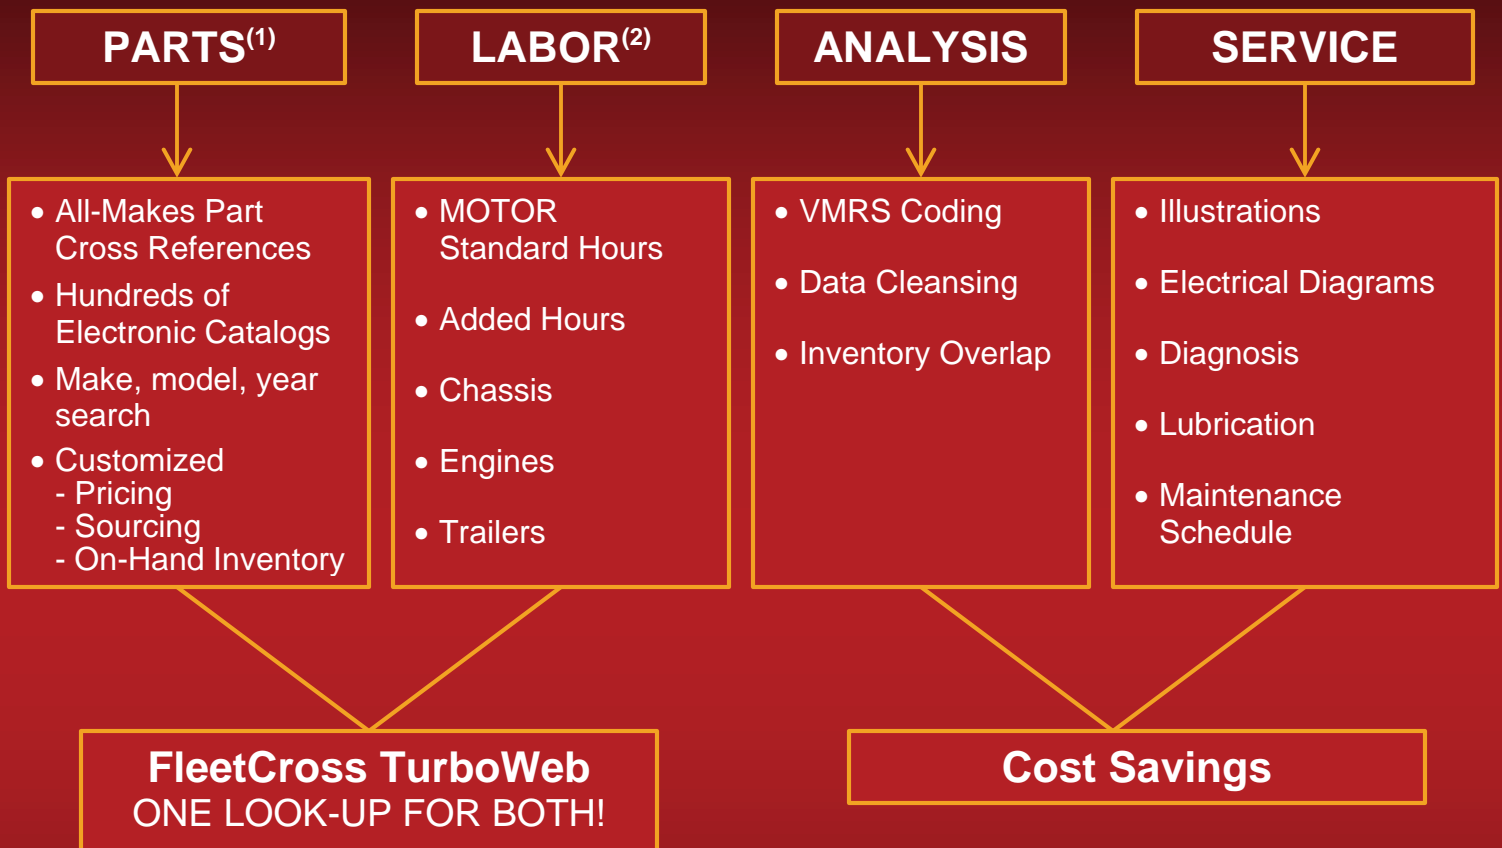 PARTS(1)
LABOR(2)
ANALYSIS
SERVICE
• All-Makes Part
Cross References
• Hundreds of
Electronic Catalogs
• Make, model, year
search
• Customized
- Pricing
- Sourcing
- On-Hand Inventory
• MOTOR
Standard Hours
• Added Hours
• Chassis
• Engines
• Trailers
• VMRS Coding
• Data Cleansing
• Inventory Overlap
• Illustrations
• Electrical Diagrams
• Diagnosis
• Lubrication
• Maintenance
Schedule
FleetCross TurboWeb
ONE LOOK-UP FOR BOTH!
Cost Savings